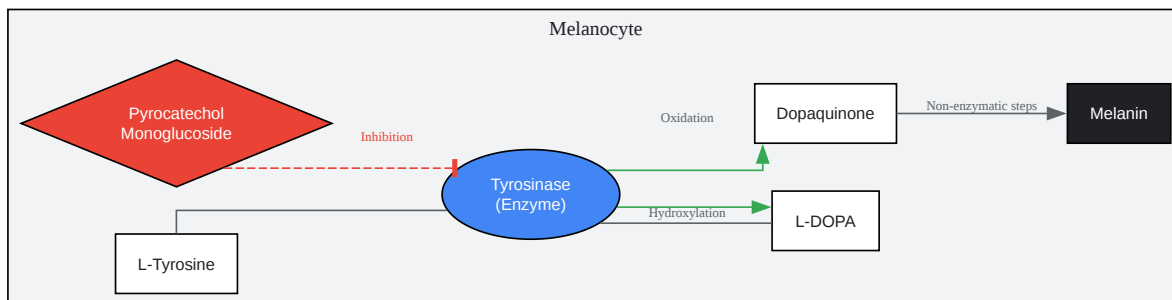 Melanocyte
Pyrocatechol
Monoglucoside
Inhibition
Tyrosinase
(Enzyme)
L-Tyrosine
Oxidation
Hydroxylation
Dopaquinone
L-DOPA
Non-enzymatic steps
Melanin